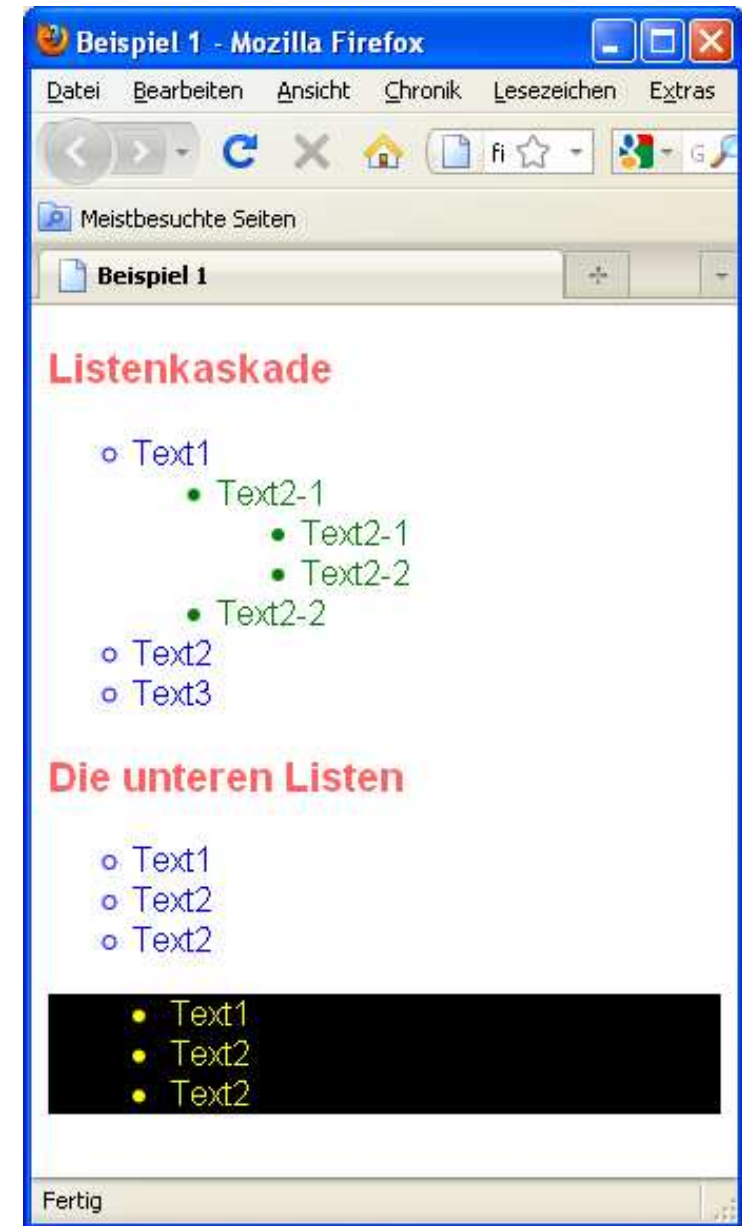 Beispiel 1 - Mozilla Firefox
Datei Bearbeiten Ansicht Chronik Lesezeichen Extras
fi G
Meistbesuchte Seiten
Beispiel 1
Listenkaskade
Text1
Text2-1
Text2-1
Text2-2
Text2-2
Text2
Text3
Die unteren Listen
Text1
Text2
Text2
Text1
Text2
Text2
Fertig